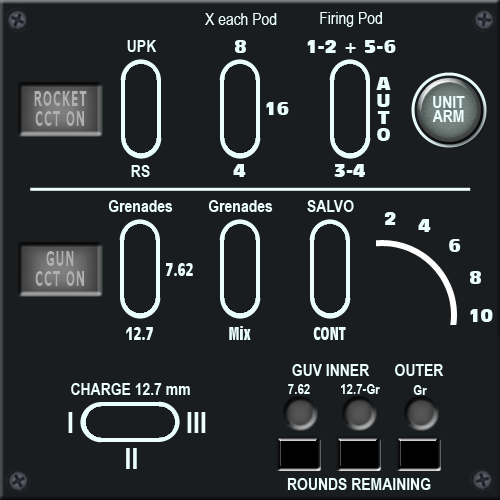 X each Pod
Firing Pod
UPK
8
1-2 + 5-6
ROCKET
CCT ON
16
AUTO
UNIT
ARM
RS
4
3-4
Grenades
Grenades
SALVO
2
4
6
8
10
GUN
CCT ON
7.62
12.7
Mix
CONT
GUV INNER
OUTER
CHARGE 12.7 mm
7.62
12.7-Gr
Gr
I
III
II
ROUNDS REMAINING